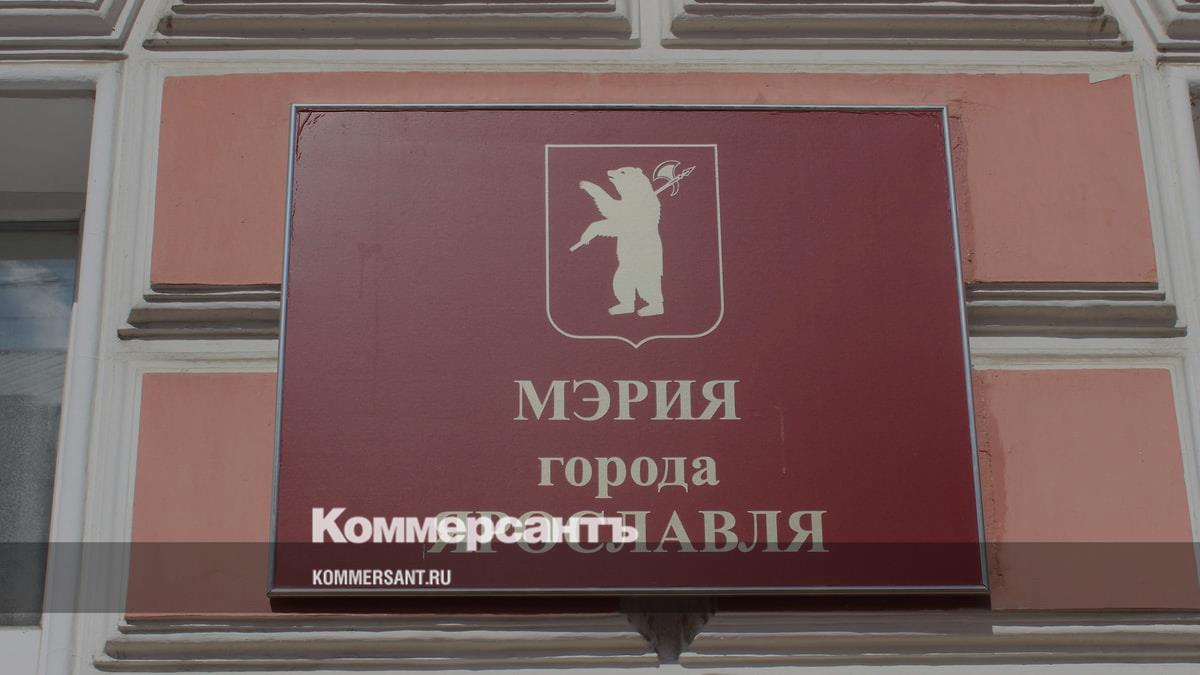 МЭРИЯ
города
ЯРОСЛАВЛЯ
Коммерсантъ
KOMMERSANT.RU